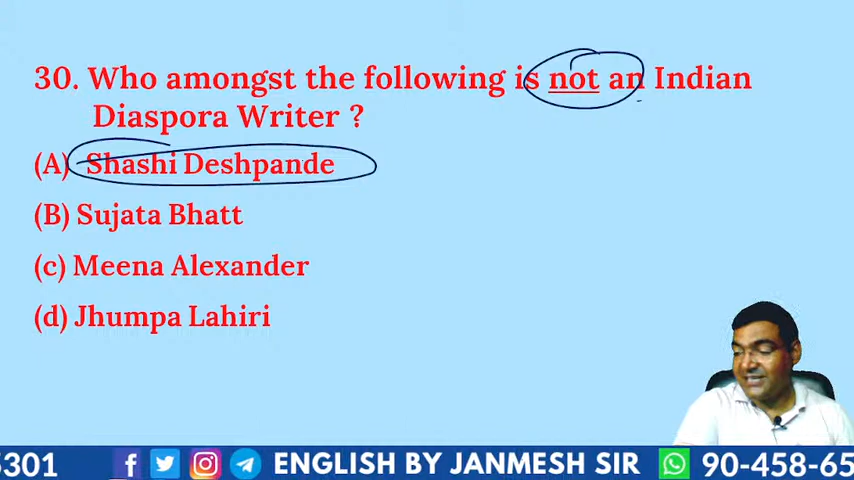 30. Who amongst the following is not an Indian
Diaspora Writer ?
(A) Shashi Deshpande
(B) Sujata Bhatt
(c) Meena Alexander
(d) Jhumpa Lahiri
5301 ENGLISH BY JANMESH SIR 90-458-65